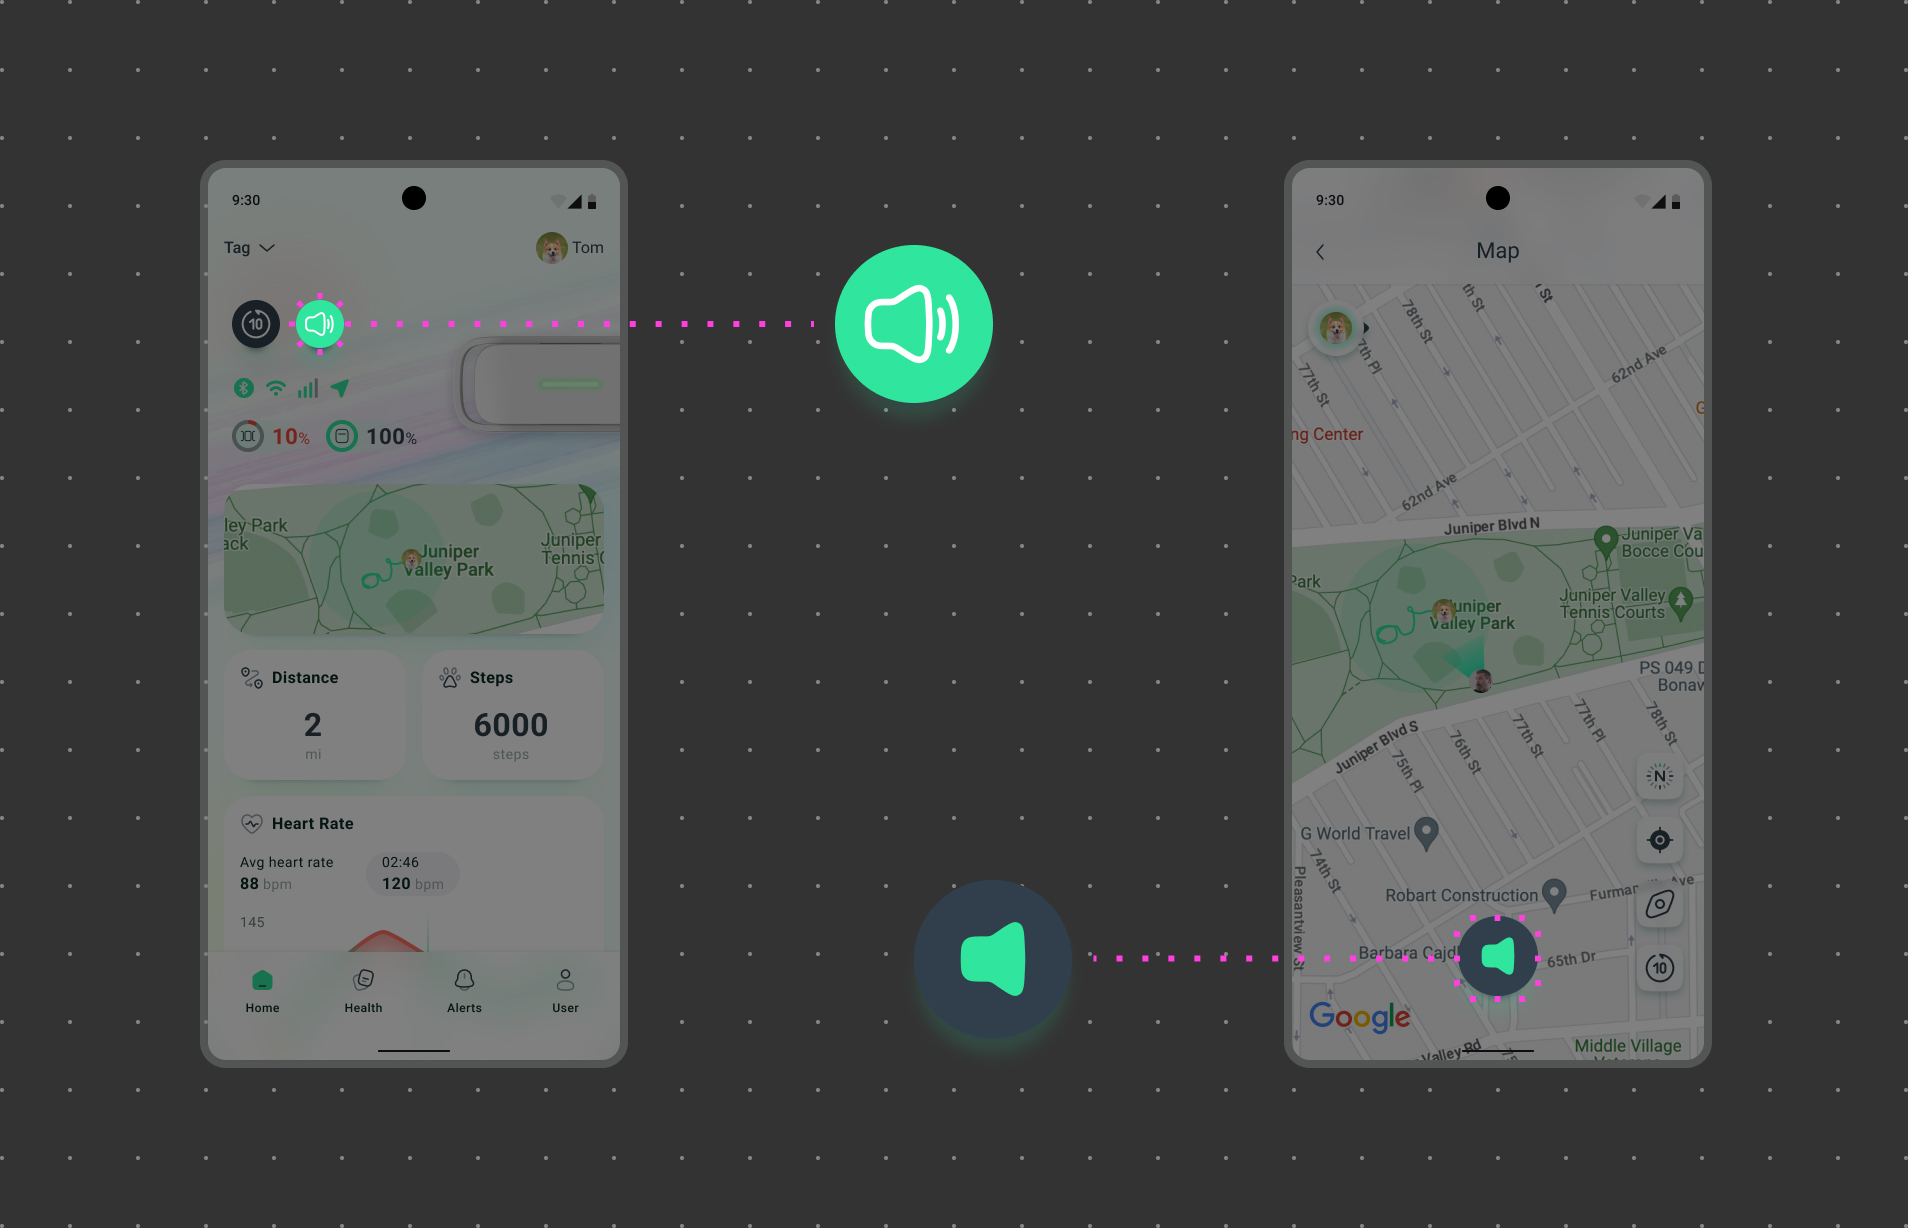 9:30
Tag
Tom
10
10%
100%
ley Park
ack
Juniper
Valley Park
Juniper
Tennis C
Distance
2
mi
Steps
6000
steps
Heart Rate
Avg heart rate
88 bpm
02:46
120 bpm
145
Home
Health
Alerts
User
9:30
Map
th St
St
78th St
7th Pl
77th St
62nd Ave
G
ng Center
62nd Ave
Juniper Blvd N
Juniper Va
Bocce Cou
Park
Juniper Valley
Tennis Courts
Juniper
Valley Park
PS 049 D
Bonaw
Juniper Blvd S
75th Pl
76th St
77th St
77th Pl
78th St
N
G World Travel
74th St
Pleasantview St
Robart Construction
Furman
Ave
Barbara Cajd
65th Dr
10
Google
Valley Rd
Middle Village